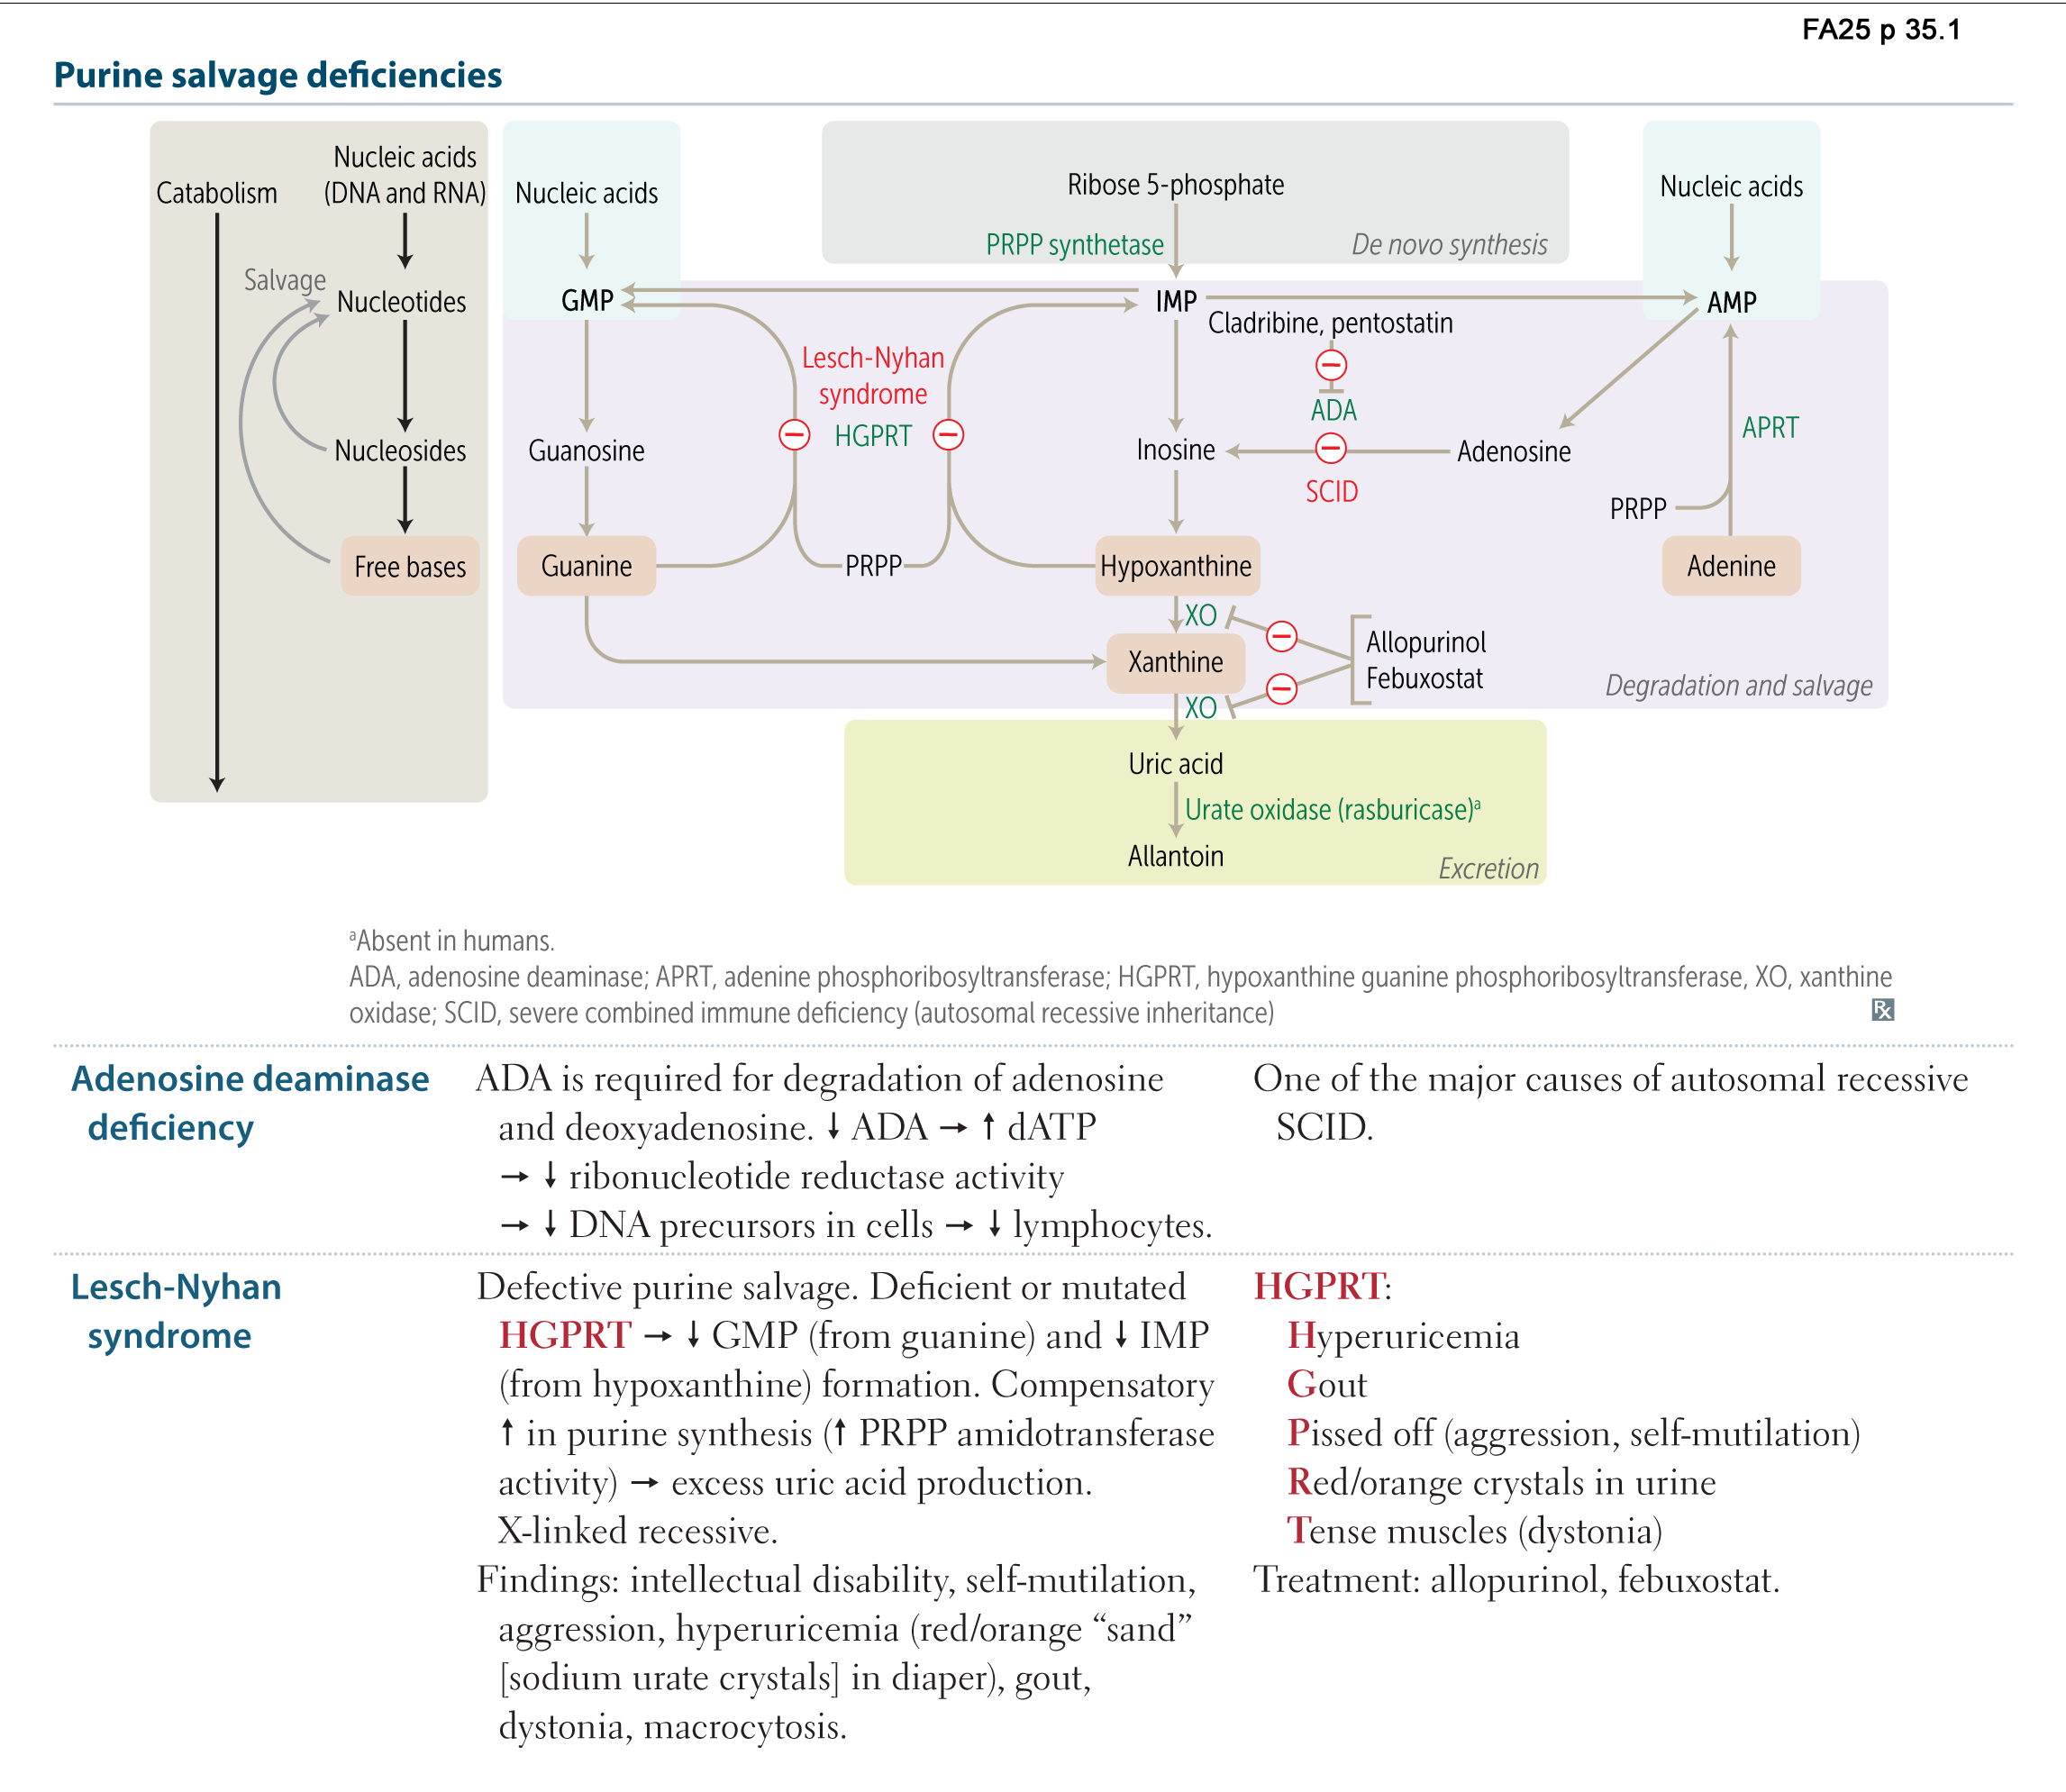 FA25 p 35.1
Purine salvage deficiencies
Catabolism
Nucleic acids
(DNA and RNA)
Salvage
Nucleotides
Nucleosides
Free bases
Nucleic acids
GMP
Guanosine
Guanine
Ribose 5-phosphate
PRPP synthetase
De novo synthesis
IMP
Lesch-Nyhan
syndrome
HGPRT
PRPP
Cladribine, pentostatin
ADA
SCID
Inosine
Adenosine
Hypoxanthine
XO
Xanthine
XO
Allopurinol
Febuxostat
Nucleic acids
AMP
APRT
PRPP
Adenine
Degradation and salvage
Uric acid
Urate oxidase (rasburicase)ᵃ
Allantoin
Excretion
ᵃAbsent in humans.
ADA, adenosine deaminase; APRT, adenine phosphoribosyltransferase; HGPRT, hypoxanthine guanine phosphoribosyltransferase, XO, xanthine
oxidase; SCID, severe combined immune deficiency (autosomal recessive inheritance)
Rx
Adenosine deaminase
deficiency
ADA is required for degradation of adenosine
and deoxyadenosine. ↓ ADA → ↑ dATP
→ ↓ ribonucleotide reductase activity
→ ↓ DNA precursors in cells → ↓ lymphocytes.
One of the major causes of autosomal recessive
SCID.
Lesch-Nyhan
syndrome
Defective purine salvage. Deficient or mutated
HGPRT → ↓ GMP (from guanine) and ↓ IMP
(from hypoxanthine) formation. Compensatory
↑ in purine synthesis (↑ PRPP amidotransferase
activity) → excess uric acid production.
X-linked recessive.
Findings: intellectual disability, self-mutilation,
aggression, hyperuricemia (red/orange “sand”
[sodium urate crystals] in diaper), gout,
dystonia, macrocytosis.
HGPRT:
Hyperuricemia
Gout
Pissed off (aggression, self-mutilation)
Red/orange crystals in urine
Tense muscles (dystonia)
Treatment: allopurinol, febuxostat.